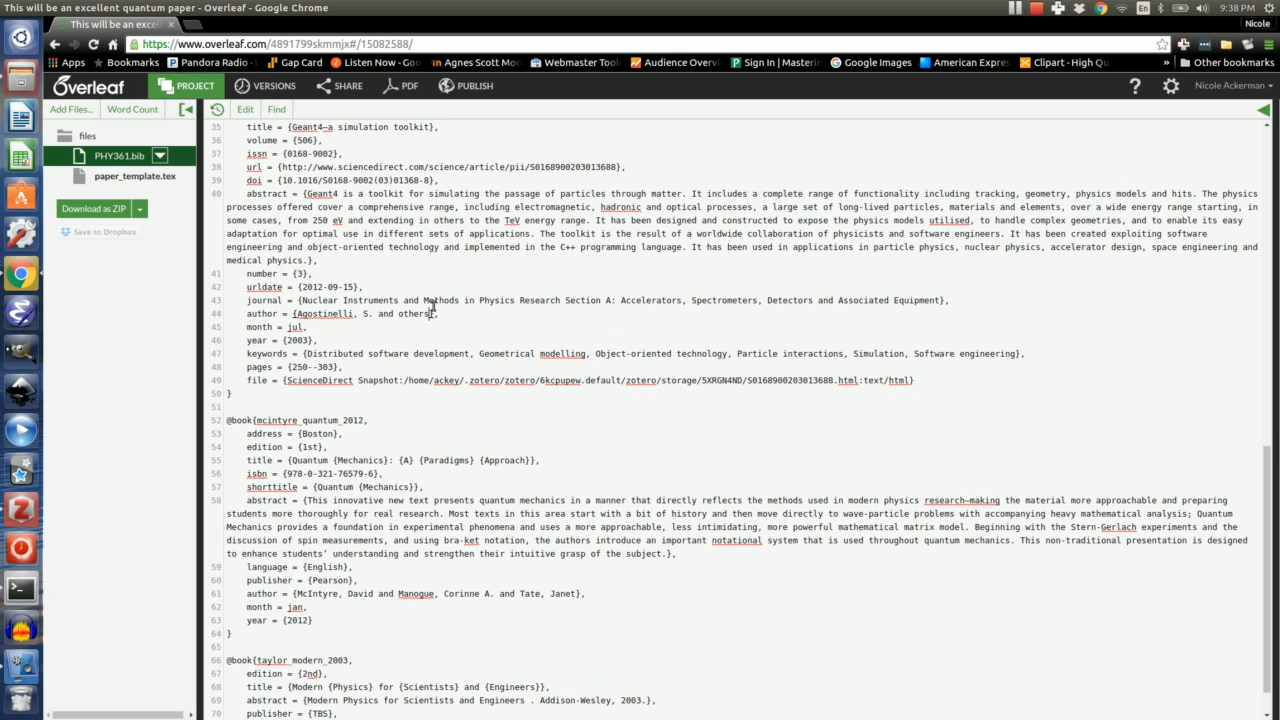 This will be an excellent quantum paper - Overleaf - Google Chrome
En
9:38 PM
This will be an excel
Nicole
https://www.overleaf.com/4891799skmmjx#/15082588/
Apps
Bookmarks
Pandora Radio -
Gap Card
Listen Now - Goo
Agnes Scott Moo
Webmaster Tool
Audience Overvi
Sign In | Masterin
Google Images
American Expres
Clipart - High Qu
»
Other bookmarks
Overleaf
PROJECT
VERSIONS
SHARE
PDF
PUBLISH
?
Nicole Ackerman
Add Files...
Word Count
Edit
Find
files
PHY361.bib
paper_template.tex
Download as ZIP
Save to Dropbox
35 title = {Geant4—a simulation toolkit},
36 volume = {506},
37 issn = {0168-9002},
38 url = {http://www.sciencedirect.com/science/article/pii/S0168900203013688},
39 doi = {10.1016/S0168-9002(03)01368-8},
40 abstract = {Geant4 is a toolkit for simulating the passage of particles through matter. It includes a complete range of functionality including tracking, geometry, physics models and hits. The physics
processes offered cover a comprehensive range, including electromagnetic, hadronic and optical processes, a large set of long-lived particles, materials and elements, over a wide energy range starting, in
some cases, from 250 eV and extending in others to the TeV energy range. It has been designed and constructed to expose the physics models utilised, to handle complex geometries, and to enable its easy
adaptation for optimal use in different sets of applications. The toolkit is the result of a worldwide collaboration of physicists and software engineers. It has been created exploiting software
engineering and object-oriented technology and implemented in the C++ programming language. It has been used in applications in particle physics, nuclear physics, accelerator design, space engineering and
medical physics.},
41 number = {3},
42 urldate = {2012-09-15},
43 journal = {Nuclear Instruments and Methods in Physics Research Section A: Accelerators, Spectrometers, Detectors and Associated Equipment},
44 author = {Agostinelli, S. and others},
45 month = jul,
46 year = {2003},
47 keywords = {Distributed software development, Geometrical modelling, Object-oriented technology, Particle interactions, Simulation, Software engineering},
48 pages = {250--303},
49 file = {ScienceDirect Snapshot:/home/ackey/.zotero/zotero/6kcpupew.default/zotero/storage/5XRGN4ND/S0168900203013688.html:text/html}
50 }
51
52 @book{mcintyre_quantum_2012,
53 address = {Boston},
54 edition = {1st},
55 title = {Quantum {Mechanics}: {A} {Paradigms} {Approach}},
56 isbn = {978-0-321-76579-6},
57 shorttitle = {Quantum {Mechanics}},
58 abstract = {This innovative new text presents quantum mechanics in a manner that directly reflects the methods used in modern physics research—making the material more approachable and preparing
students more thoroughly for real research. Most texts in this area start with a bit of history and then move directly to wave-particle problems with accompanying heavy mathematical analysis; Quantum
Mechanics provides a foundation in experimental phenomena and uses a more approachable, less intimidating, more powerful mathematical matrix model. Beginning with the Stern-Gerlach experiments and the
discussion of spin measurements, and using bra-ket notation, the authors introduce an important notational system that is used throughout quantum mechanics. This non-traditional presentation is designed
to enhance students’ understanding and strengthen their intuitive grasp of the subject.},
59 language = {English},
60 publisher = {Pearson},
61 author = {McIntyre, David and Manogue, Corinne A. and Tate, Janet},
62 month = jan,
63 year = {2012}
64 }
65
66 @book{taylor_modern_2003,
67 edition = {2nd},
68 title = {Modern {Physics} for {Scientists} and {Engineers}},
69 abstract = {Modern Physics for Scientists and Engineers . Addison-Wesley, 2003.},
70 publisher = {TBS},